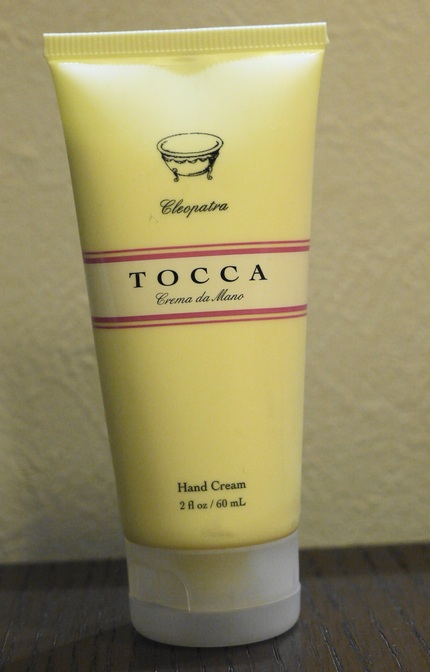 Cleopatra
TOCCA
Crema da Mano
Hand Cream
2 fl oz / 60 mL